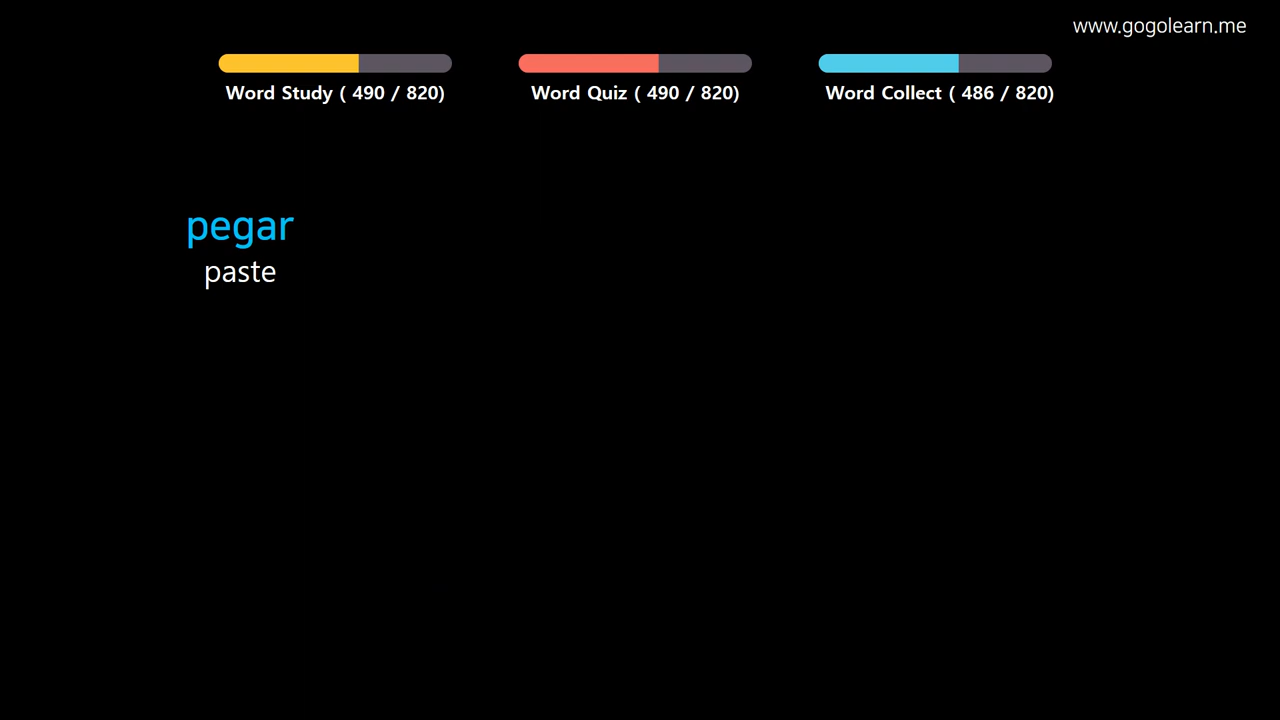 www.gogolearn.me
Word Study ( 490 / 820)
Word Quiz ( 490 / 820)
Word Collect ( 486 / 820)
pegar
paste